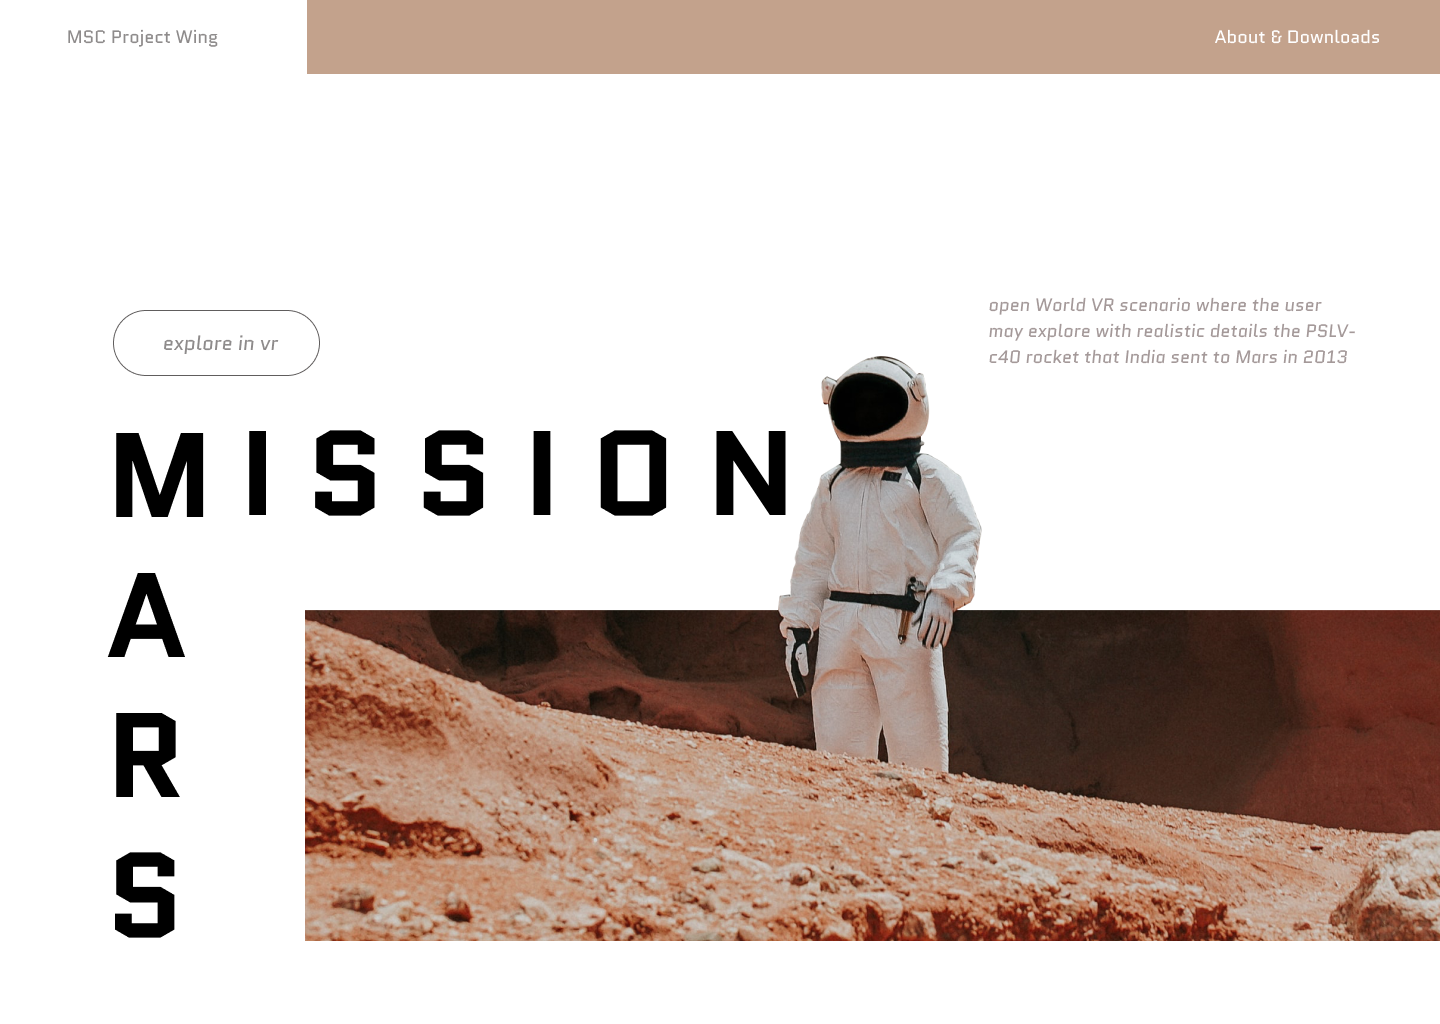 MSC Project Wing
About & Downloads
open World VR scenario where the user
may explore with realistic details the PSLV-
c40 rocket that India sent to Mars in 2013
explore in vr
MISSION
MARS